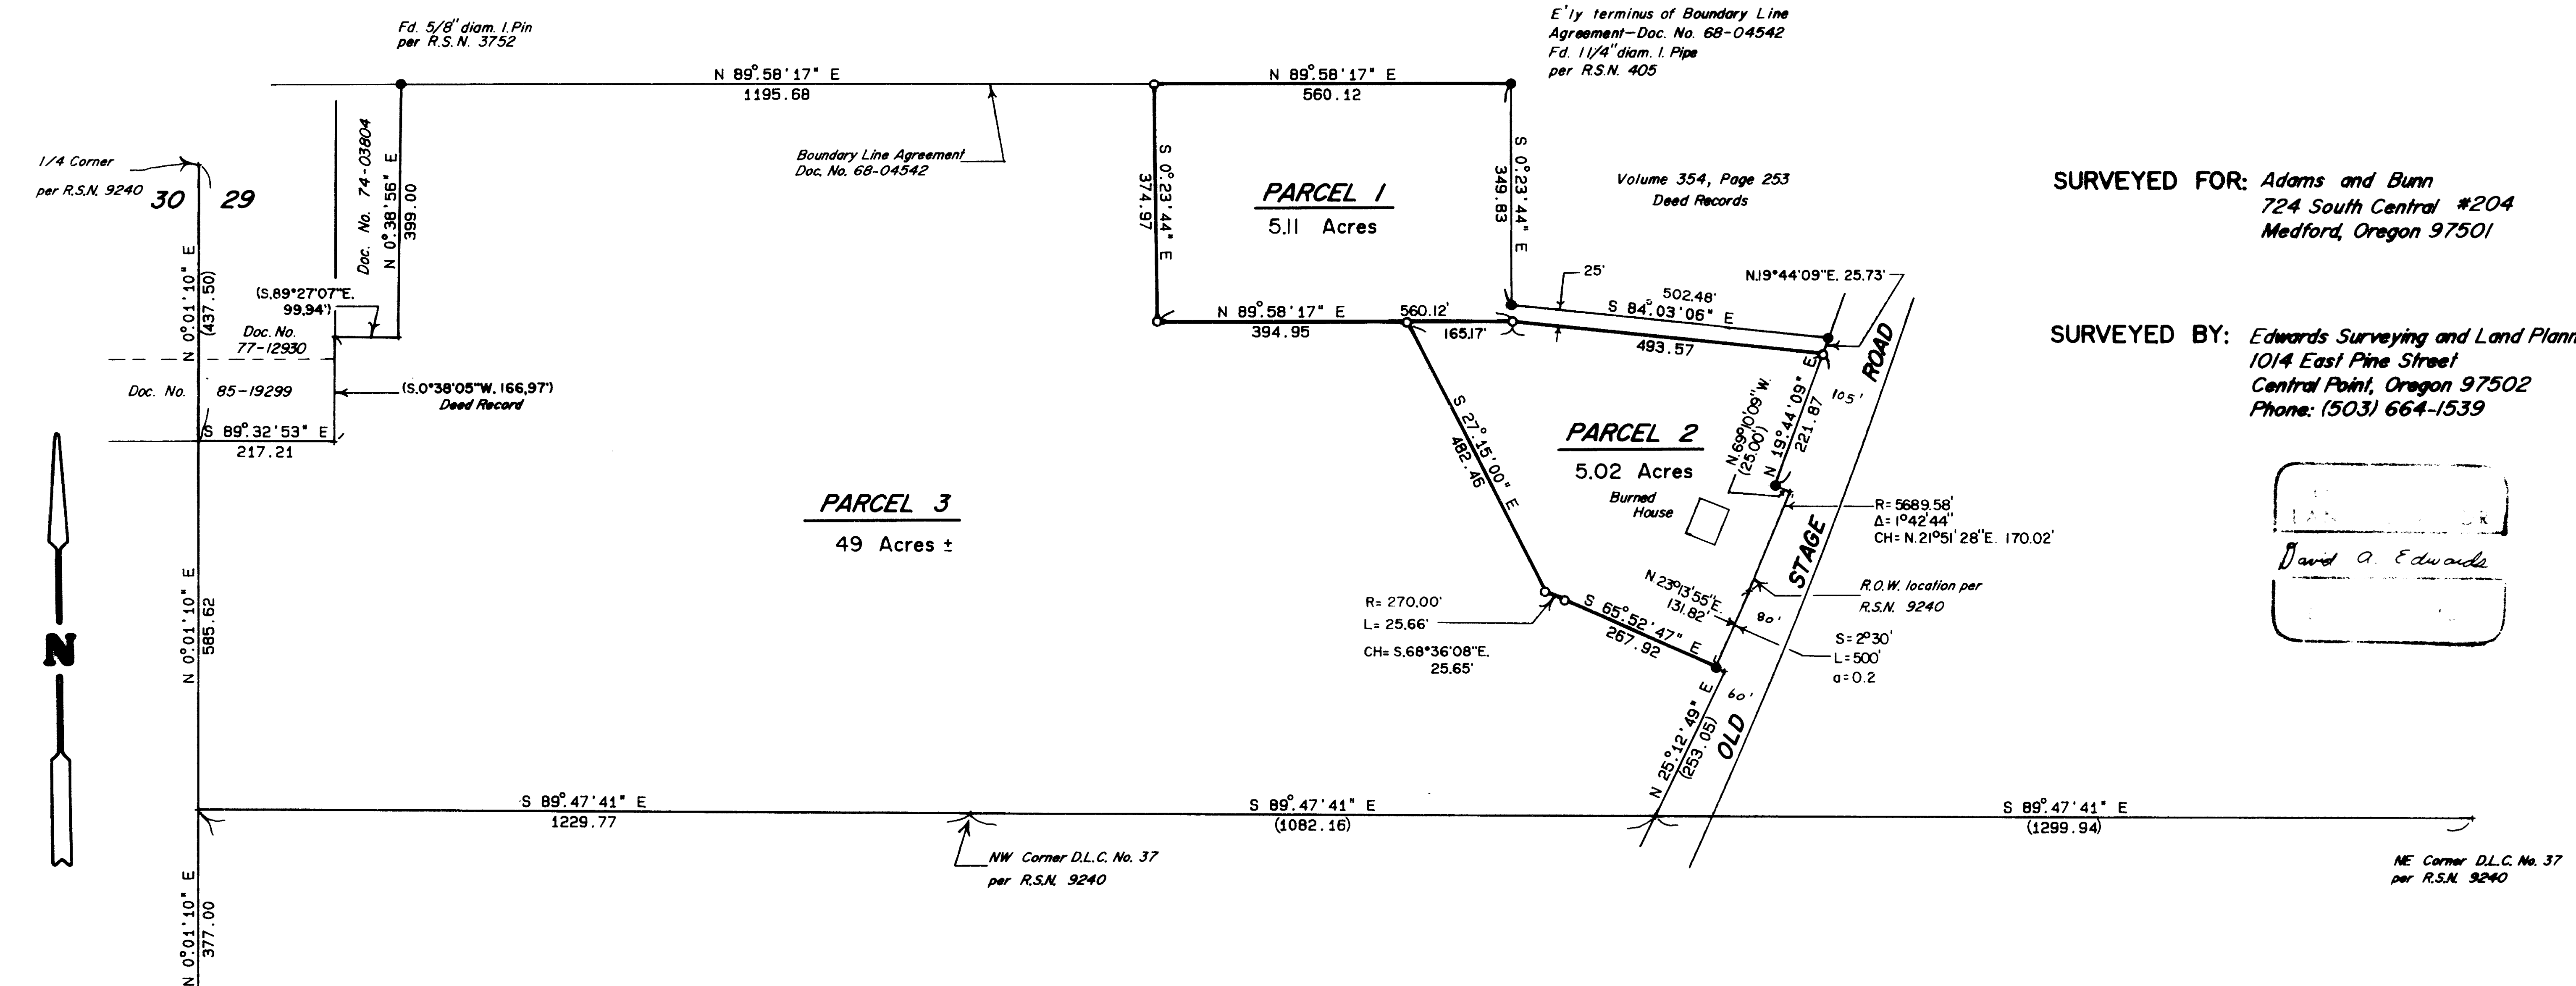 Fd. 5/8" diam. I. Pin
per R.S.N. 3752
E'ly terminus of Boundary Line
Agreement-Doc. No. 68-04542
Fd. 1 1/4" diam. I. Pipe
per R.S.N. 405
N 89°58'17" E
1195.68
N 89°58'17" E
560.12
Boundary Line Agreement
Doc. No. 68-04542
1/4 Corner
per R.S.N. 9240
30
29
Doc. No. 74-03804
N 0°38'56" E
399.00
S 0°23'44" E
374.97
PARCEL 1
5.11 Acres
S 0°23'44" E
349.83
Volume 354, Page 253
Deed Records
SURVEYED FOR: Adams and Bunn
724 South Central #204
Medford, Oregon 97501
N 0°01'10" E
(437.50)
(S.89°27'07"E.
99.94')
Doc. No.
77-12930
Doc. No. 85-19299
(S.0°38'05"W. 166.97')
Deed Record
S 89°32'53" E
217.21
N 89°58'17" E
394.95
560.12'
165.17'
25'
502.48'
S 84°03'06" E
493.57
N.19°44'09"E. 25.73'
SURVEYED BY: Edwards Surveying and Land Plann
1014 East Pine Street
Central Point, Oregon 97502
Phone: (503) 664-1539
OLD STAGE ROAD
105'
N 19°44'09" E
221.87
N.69°10'09"W.
(25.00')
PARCEL 2
5.02 Acres
Burned
House
S 27°15'00" E
482.46
PARCEL 3
49 Acres ±
R= 5689.58'
Δ= 1°42'44"
CH= N.21°51'28"E. 170.02'
R.O.W. location per
R.S.N. 9240
N.23°13'55"E.
131.82'
80'
S= 2°30'
L= 500'
a= 0.2
R= 270.00'
L= 25.66'
CH= S.68°36'08"E.
25.65'
S 65°52'47" E
267.92
60'
N 25°12'49" E
(253.05)
David A. Edwards
N
N 0°01'10" E
585.62
S 89°47'41" E
1229.77
S 89°47'41" E
(1082.16)
S 89°47'41" E
(1299.94)
NW Corner D.L.C. No. 37
per R.S.N. 9240
NE Corner D.L.C. No. 37
per R.S.N. 9240
N 0°01'10" E
377.00